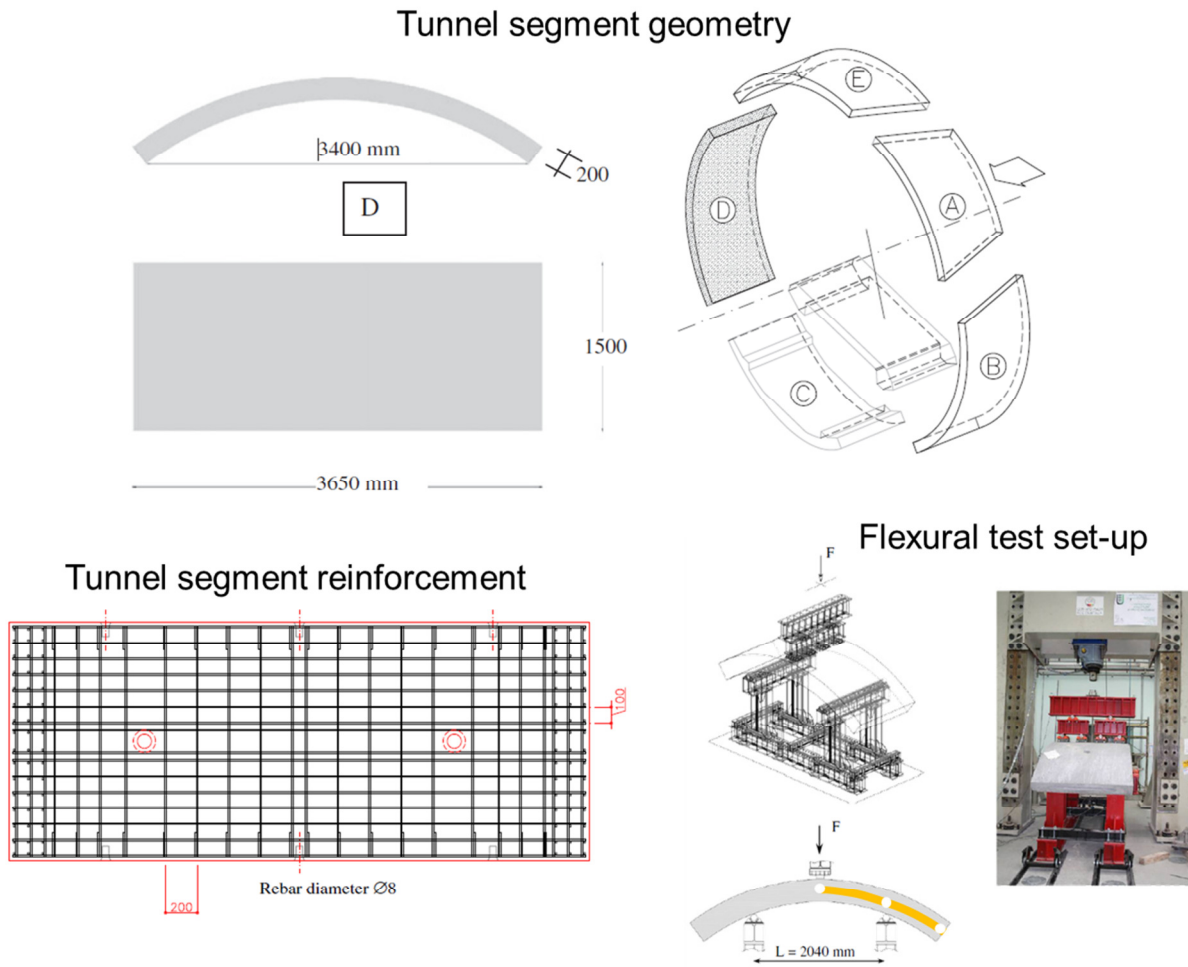 Tunnel segment geometry
3400 mm
200
D
1500
3650 mm
E
D
A
B
C
Tunnel segment reinforcement
100
200
Rebar diameter Ø8
Flexural test set-up
F
F
L = 2040 mm